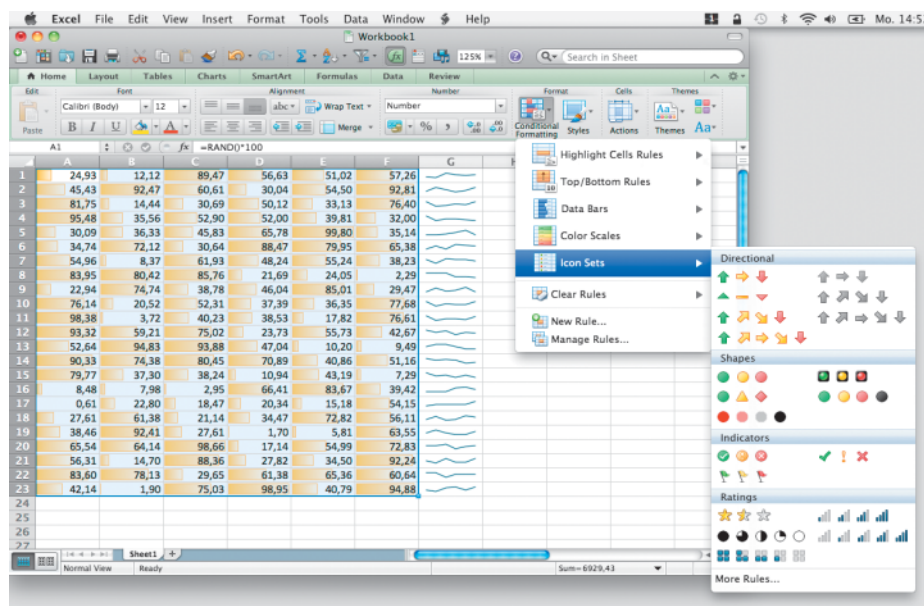 Excel File Edit View Insert Format Tools Data Window Help Mo. 14:5
Workbook1
125% Search in Sheet
Home Layout Tables Charts SmartArt Formulas Data Review
Edit Font Alignment Number Format Cells Themes
Calibri (Body) 12 abc Wrap Text Number
Paste B I U A Merge % Conditional Formatting Styles Actions Themes Aa
A1 fx =RAND()*100
A B C D E F G
1 24,93 12,12 89,47 56,63 51,02 57,26
2 45,43 92,47 60,61 30,04 54,50 92,81
3 81,75 14,44 30,69 50,12 33,13 76,40
4 95,48 35,56 52,90 52,00 39,81 32,00
5 30,09 36,33 45,83 65,78 99,80 35,14
6 34,74 72,12 30,64 88,47 79,95 65,38
7 54,96 8,37 61,93 48,24 55,24 38,23
8 83,95 80,42 85,76 21,69 24,05 2,29
9 22,94 74,74 38,78 46,04 85,01 29,47
10 76,14 20,52 52,31 37,39 36,35 77,68
11 98,38 3,72 40,23 38,53 17,82 76,61
12 93,32 59,21 75,02 23,73 55,73 42,67
13 52,64 94,83 93,88 47,04 10,20 9,49
14 90,33 74,38 80,45 70,89 40,86 51,16
15 79,77 37,30 38,24 10,94 43,19 7,29
16 8,48 7,98 2,95 66,41 83,67 39,42
17 0,61 22,80 18,47 20,34 15,18 54,15
18 27,61 61,38 21,14 34,47 72,82 56,11
19 38,46 92,41 27,61 1,70 5,81 63,55
20 65,54 64,14 98,66 17,14 54,99 72,83
21 56,31 14,70 88,36 27,82 34,50 92,24
22 83,60 78,13 29,65 61,38 65,36 60,64
23 42,14 1,90 75,03 98,95 40,79 94,88
24
25
26
27
Highlight Cells Rules
Top/Bottom Rules
Data Bars
Color Scales
Icon Sets
Clear Rules
New Rule...
Manage Rules...
Directional
Shapes
Indicators
Ratings
More Rules...
Sheet1
Normal View Ready Sum=6929,43